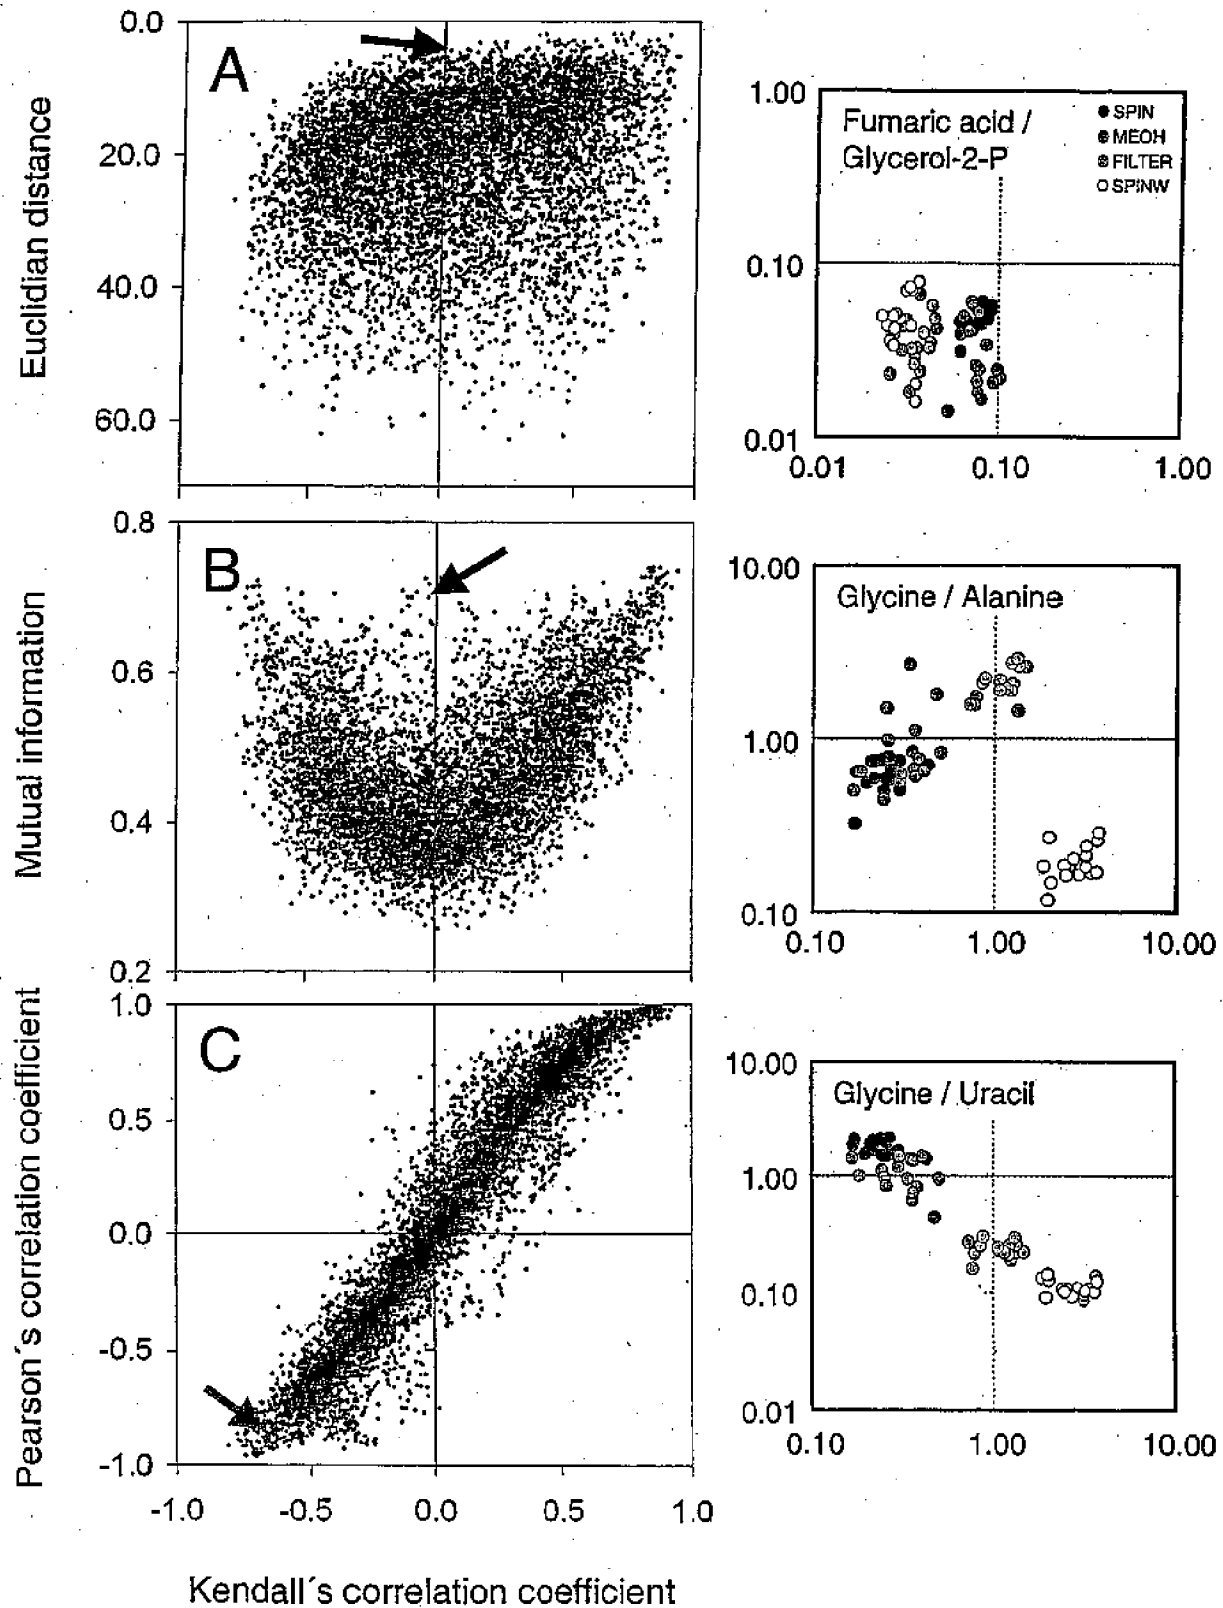 A
Euclidian distance
0.0
20.0
40.0
60.0
Fumaric acid /
Glycerol-2-P
SPIN
MEOH
FILTER
SPINW
1.00
0.10
0.01
0.01 0.10 1.00
B
Mutual information
0.8
0.6
0.4
0.2
Glycine / Alanine
10.00
1.00
0.10
0.10 1.00 10.00
C
Pearson´s correlation coefficient
1.0
0.5
0.0
-0.5
-1.0
-1.0 -0.5 0.0 0.5 1.0
Kendall´s correlation coefficient
Glycine / Uracil
10.00
1.00
0.10
0.01
0.10 1.00 10.00